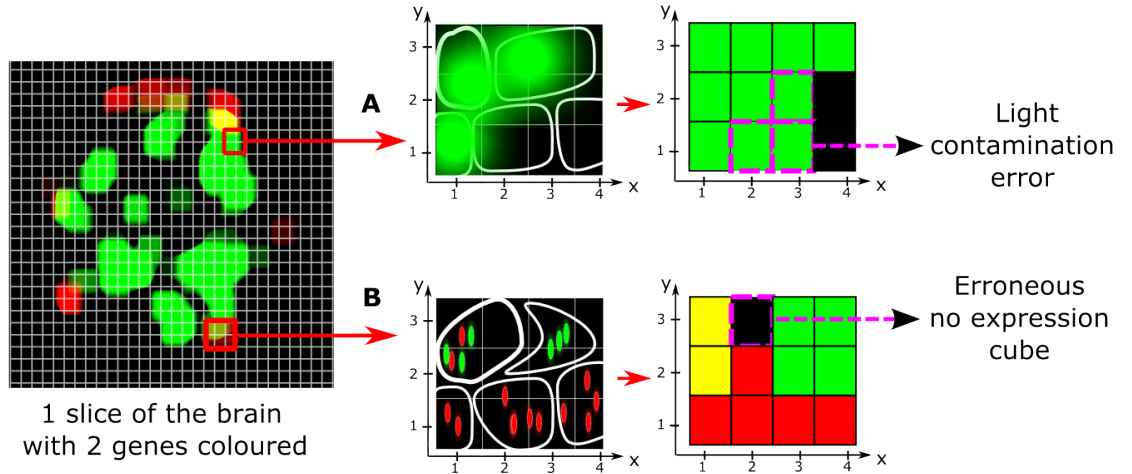 A
y
3
2
1
1
2
3
4
x
y
3
2
1
1
2
3
4
x
Light
contamination
error
B
y
3
2
1
1
2
3
4
x
y
3
2
1
1
2
3
4
x
Erroneous
no expression
cube
1 slice of the brain
with 2 genes coloured